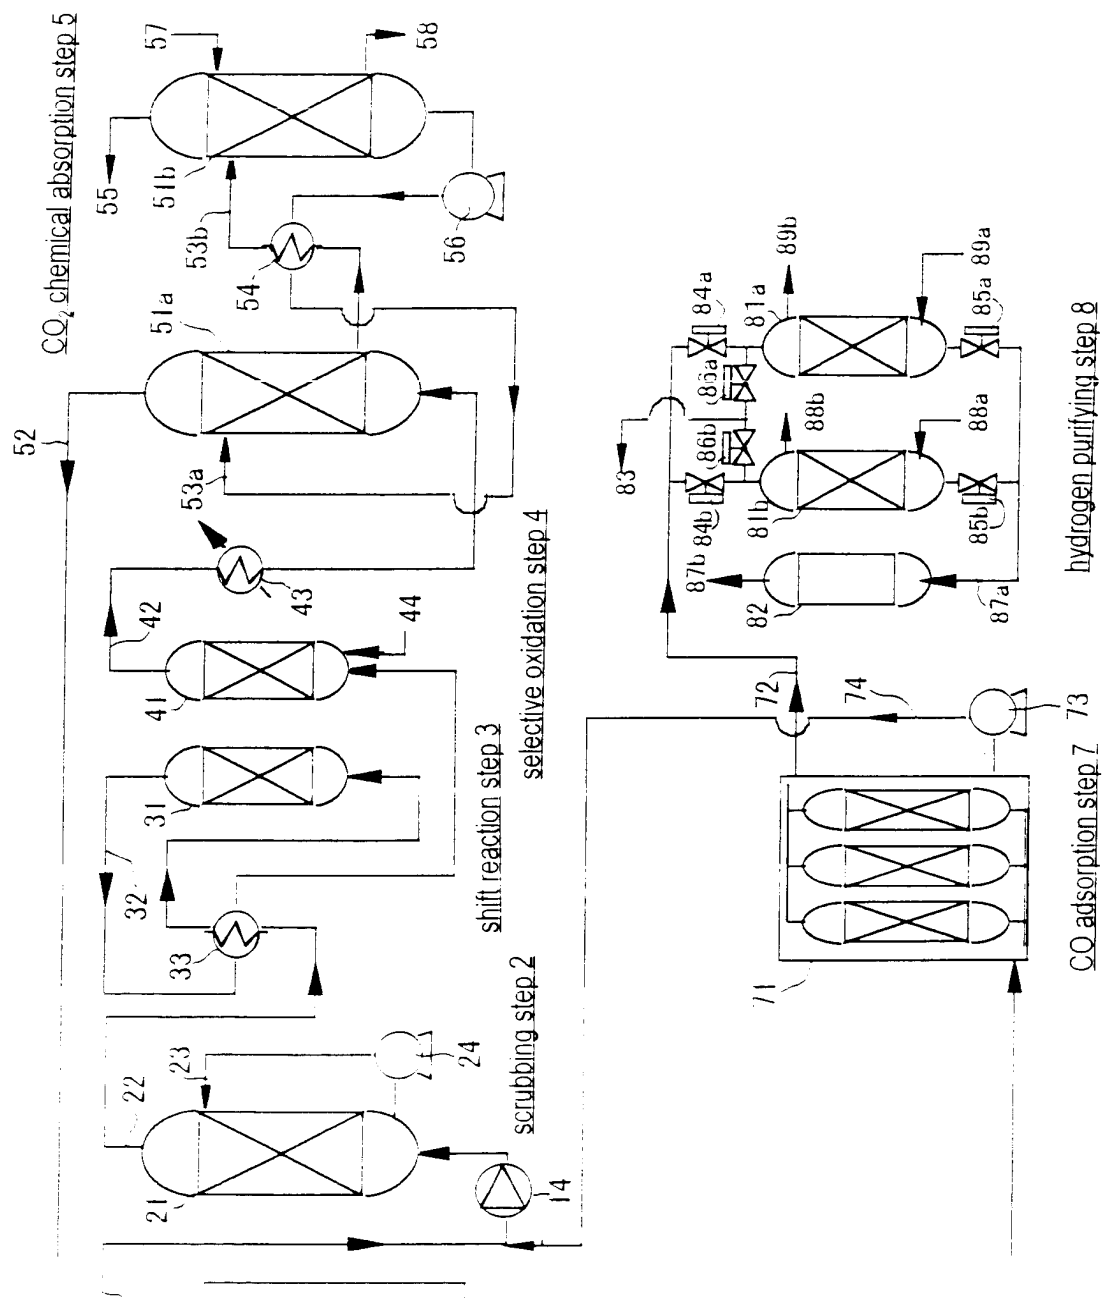 CO₂ chemical absorption step 5
57
58
55
51b
53b
54
56
51a
52
53a
selective oxidation step 4
43
42
44
41
shift reaction step 3
31
32
33
scrubbing step 2
22
23
24
21
14
hydrogen purifying step 8
89b
89a
84a
81a
85a
86a
83
88b
88a
86b
84b
81b
85b
87b
82
87a
CO adsorption step 7
72
74
73
71